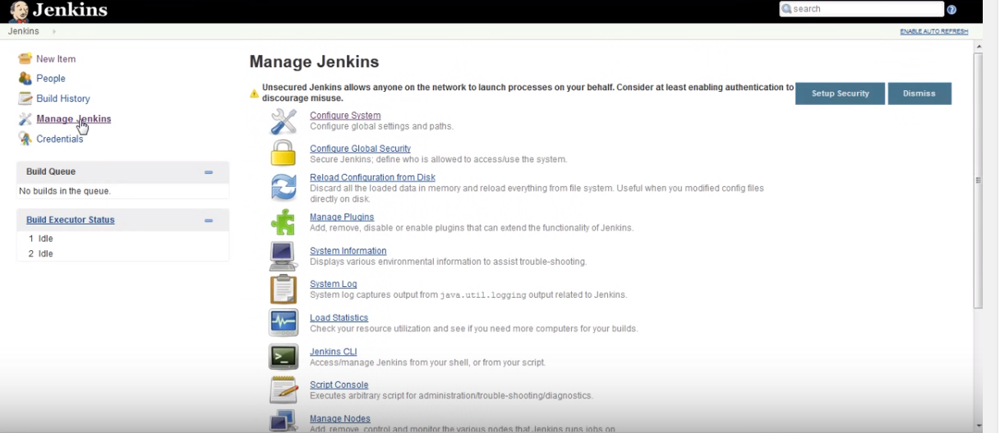 Jenkins
search
Jenkins
ENABLE AUTO REFRESH
New Item
People
Build History
Manage Jenkins
Credentials
Build Queue
No builds in the queue.
Build Executor Status
1 Idle
2 Idle
Manage Jenkins
Unsecured Jenkins allows anyone on the network to launch processes on your behalf. Consider at least enabling authentication to
discourage misuse.
Setup Security
Dismiss
Configure System
Configure global settings and paths.
Configure Global Security
Secure Jenkins; define who is allowed to access/use the system.
Reload Configuration from Disk
Discard all the loaded data in memory and reload everything from file system. Useful when you modified config files
directly on disk.
Manage Plugins
Add, remove, disable or enable plugins that can extend the functionality of Jenkins.
System Information
Displays various environmental information to assist trouble-shooting.
System Log
System log captures output from java.util.logging output related to Jenkins.
Load Statistics
Check your resource utilization and see if you need more computers for your builds.
Jenkins CLI
Access/manage Jenkins from your shell, or from your script.
Script Console
Executes arbitrary script for administration/trouble-shooting/diagnostics.
Manage Nodes
Add, remove, control and monitor the various nodes that Jenkins runs jobs on.